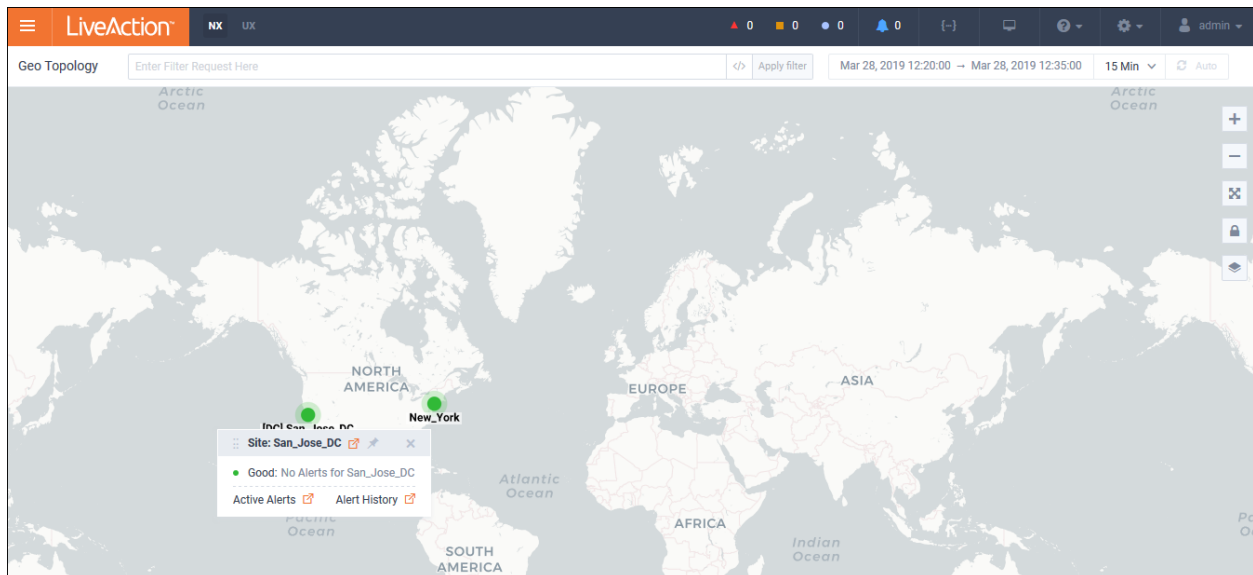 LiveAction
NX UX
0 0 0 0 {···} admin
Geo Topology
Enter Filter Request Here
</> Apply filter
Mar 28, 2019 12:20:00 → Mar 28, 2019 12:35:00
15 Min
Auto
Arctic
Ocean
Arctic
Ocean
NORTH
AMERICA
EUROPE
ASIA
New_York
[DC] San_Jose_DC
Site: San_Jose_DC
Good: No Alerts for San_Jose_DC
Active Alerts Alert History
Atlantic
Ocean
Pacific
Ocean
AFRICA
Indian
Ocean
SOUTH
AMERICA